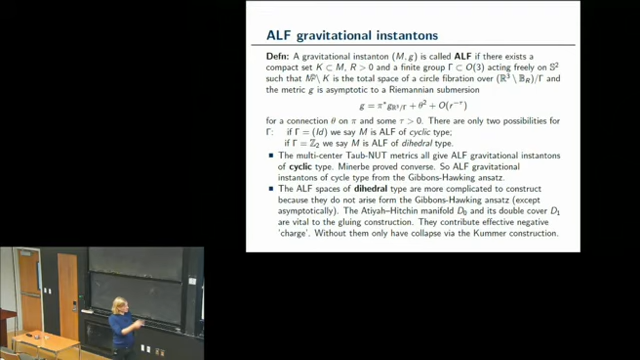 ALF gravitational instantons
Defn: A gravitational instanton (M, g) is called ALF if there exists a
compact set K ⊂ M, R > 0 and a finite group Γ ⊂ O(3) acting freely on S²
such that M\K is the total space of a circle fibration over (ℝ³ \ 𝔹_R)/Γ and
the metric g is asymptotic to a Riemannian submersion
g = π*g_{ℝ³/Γ} + θ² + O(r^{−τ})
for a connection θ on π and some τ > 0. There are only two possibilities for
Γ: if Γ = (Id) we say M is ALF of cyclic type;
if Γ = ℤ₂ we say M is ALF of dihedral type.
The multi-center Taub-NUT metrics all give ALF gravitational instantons
of cyclic type. Minerbe proved converse. So ALF gravitational
instantons of cycle type from the Gibbons-Hawking ansatz.
The ALF spaces of dihedral type are more complicated to construct
because they do not arise form the Gibbons-Hawking ansatz (except
asymptotically). The Atiyah–Hitchin manifold D₀ and its double cover D₁
are vital to the gluing construction. They contribute effective negative
'charge'. Without them only have collapse via the Kummer construction.